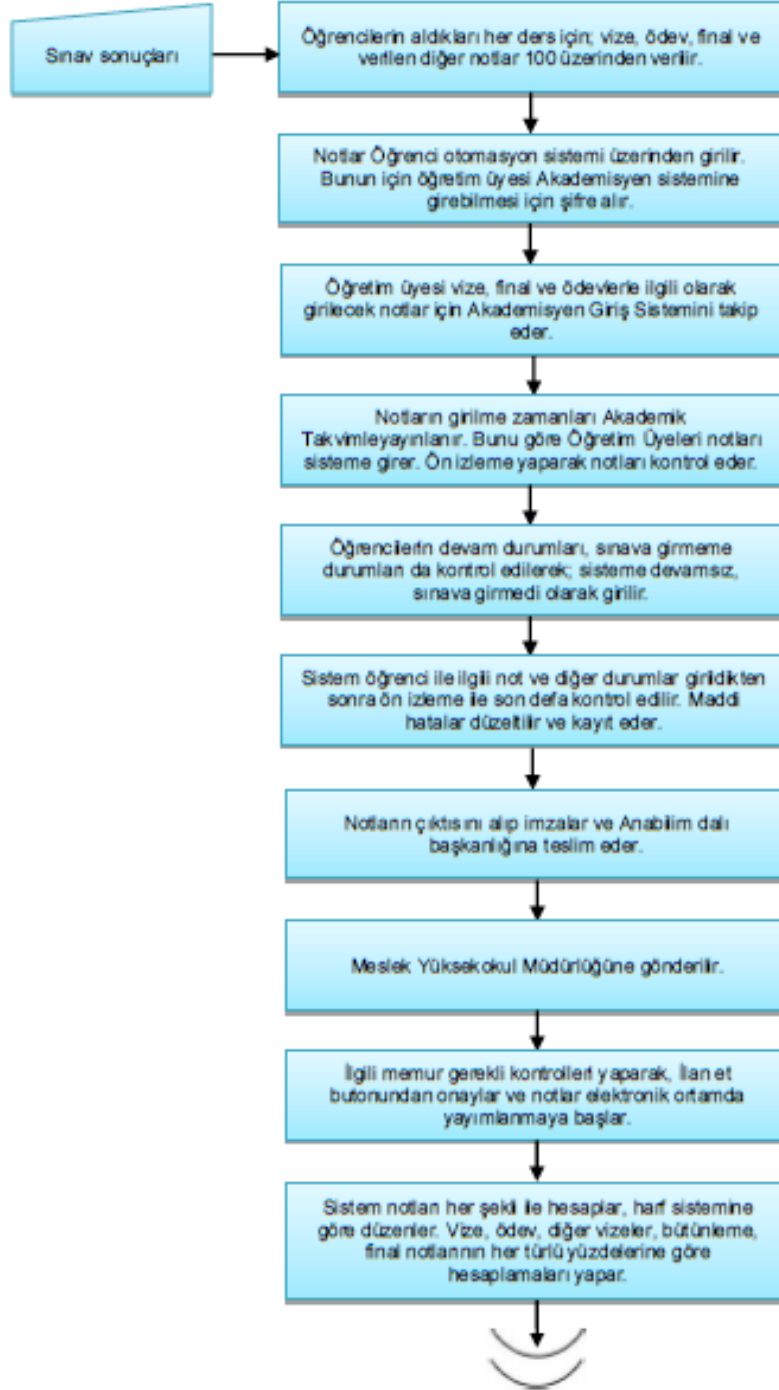 Sınav sonuçları
Öğrencilerin aldıkları her ders için; vize, ödev, final ve
verilen diğer notlar 100 üzerinden verilir.
Notlar Öğrenci otomasyon sistemi üzerinden girilir.
Bunun için öğretim üyesi Akademisyen sistemine
girebilmesi için şifre alır.
Öğretim üyesi vize, final ve ödevlerle ilgili olarak
girilecek notlar için Akademisyen Giriş Sistemini takip
eder.
Notların girilme zamanları Akademik
Takvimleyayınlanır. Bunu göre Öğretim Üyeleri notları
sisteme girer. Ön izleme yaparak notları kontrol eder.
Öğrencilerin devam durumları, sınava girmeme
durumları da kontrol edilerek; sisteme devamsız,
sınava girmedi olarak girilir.
Sistem öğrenci ile ilgili not ve diğer durumlar girildikten
sonra ön izleme ile son defa kontrol edilir. Maddi
hatalar düzeltilir ve kayıt eder.
Notların çıktısını alıp imzalar ve Anabilim dalı
başkanlığına teslim eder.
Meslek Yüksekokul Müdürlüğüne gönderilir.
İlgili memur gerekli kontrolleri yaparak, İlan et
butonundan onaylar ve notlar elektronik ortamda
yayımlanmaya başlar.
Sistem notları her şekli ile hesaplar, harf sistemine
göre düzenler. Vize, ödev, diğer vizeler, bütünleme,
final notlarının her türlü yüzdelerine göre
hesaplamaları yapar.